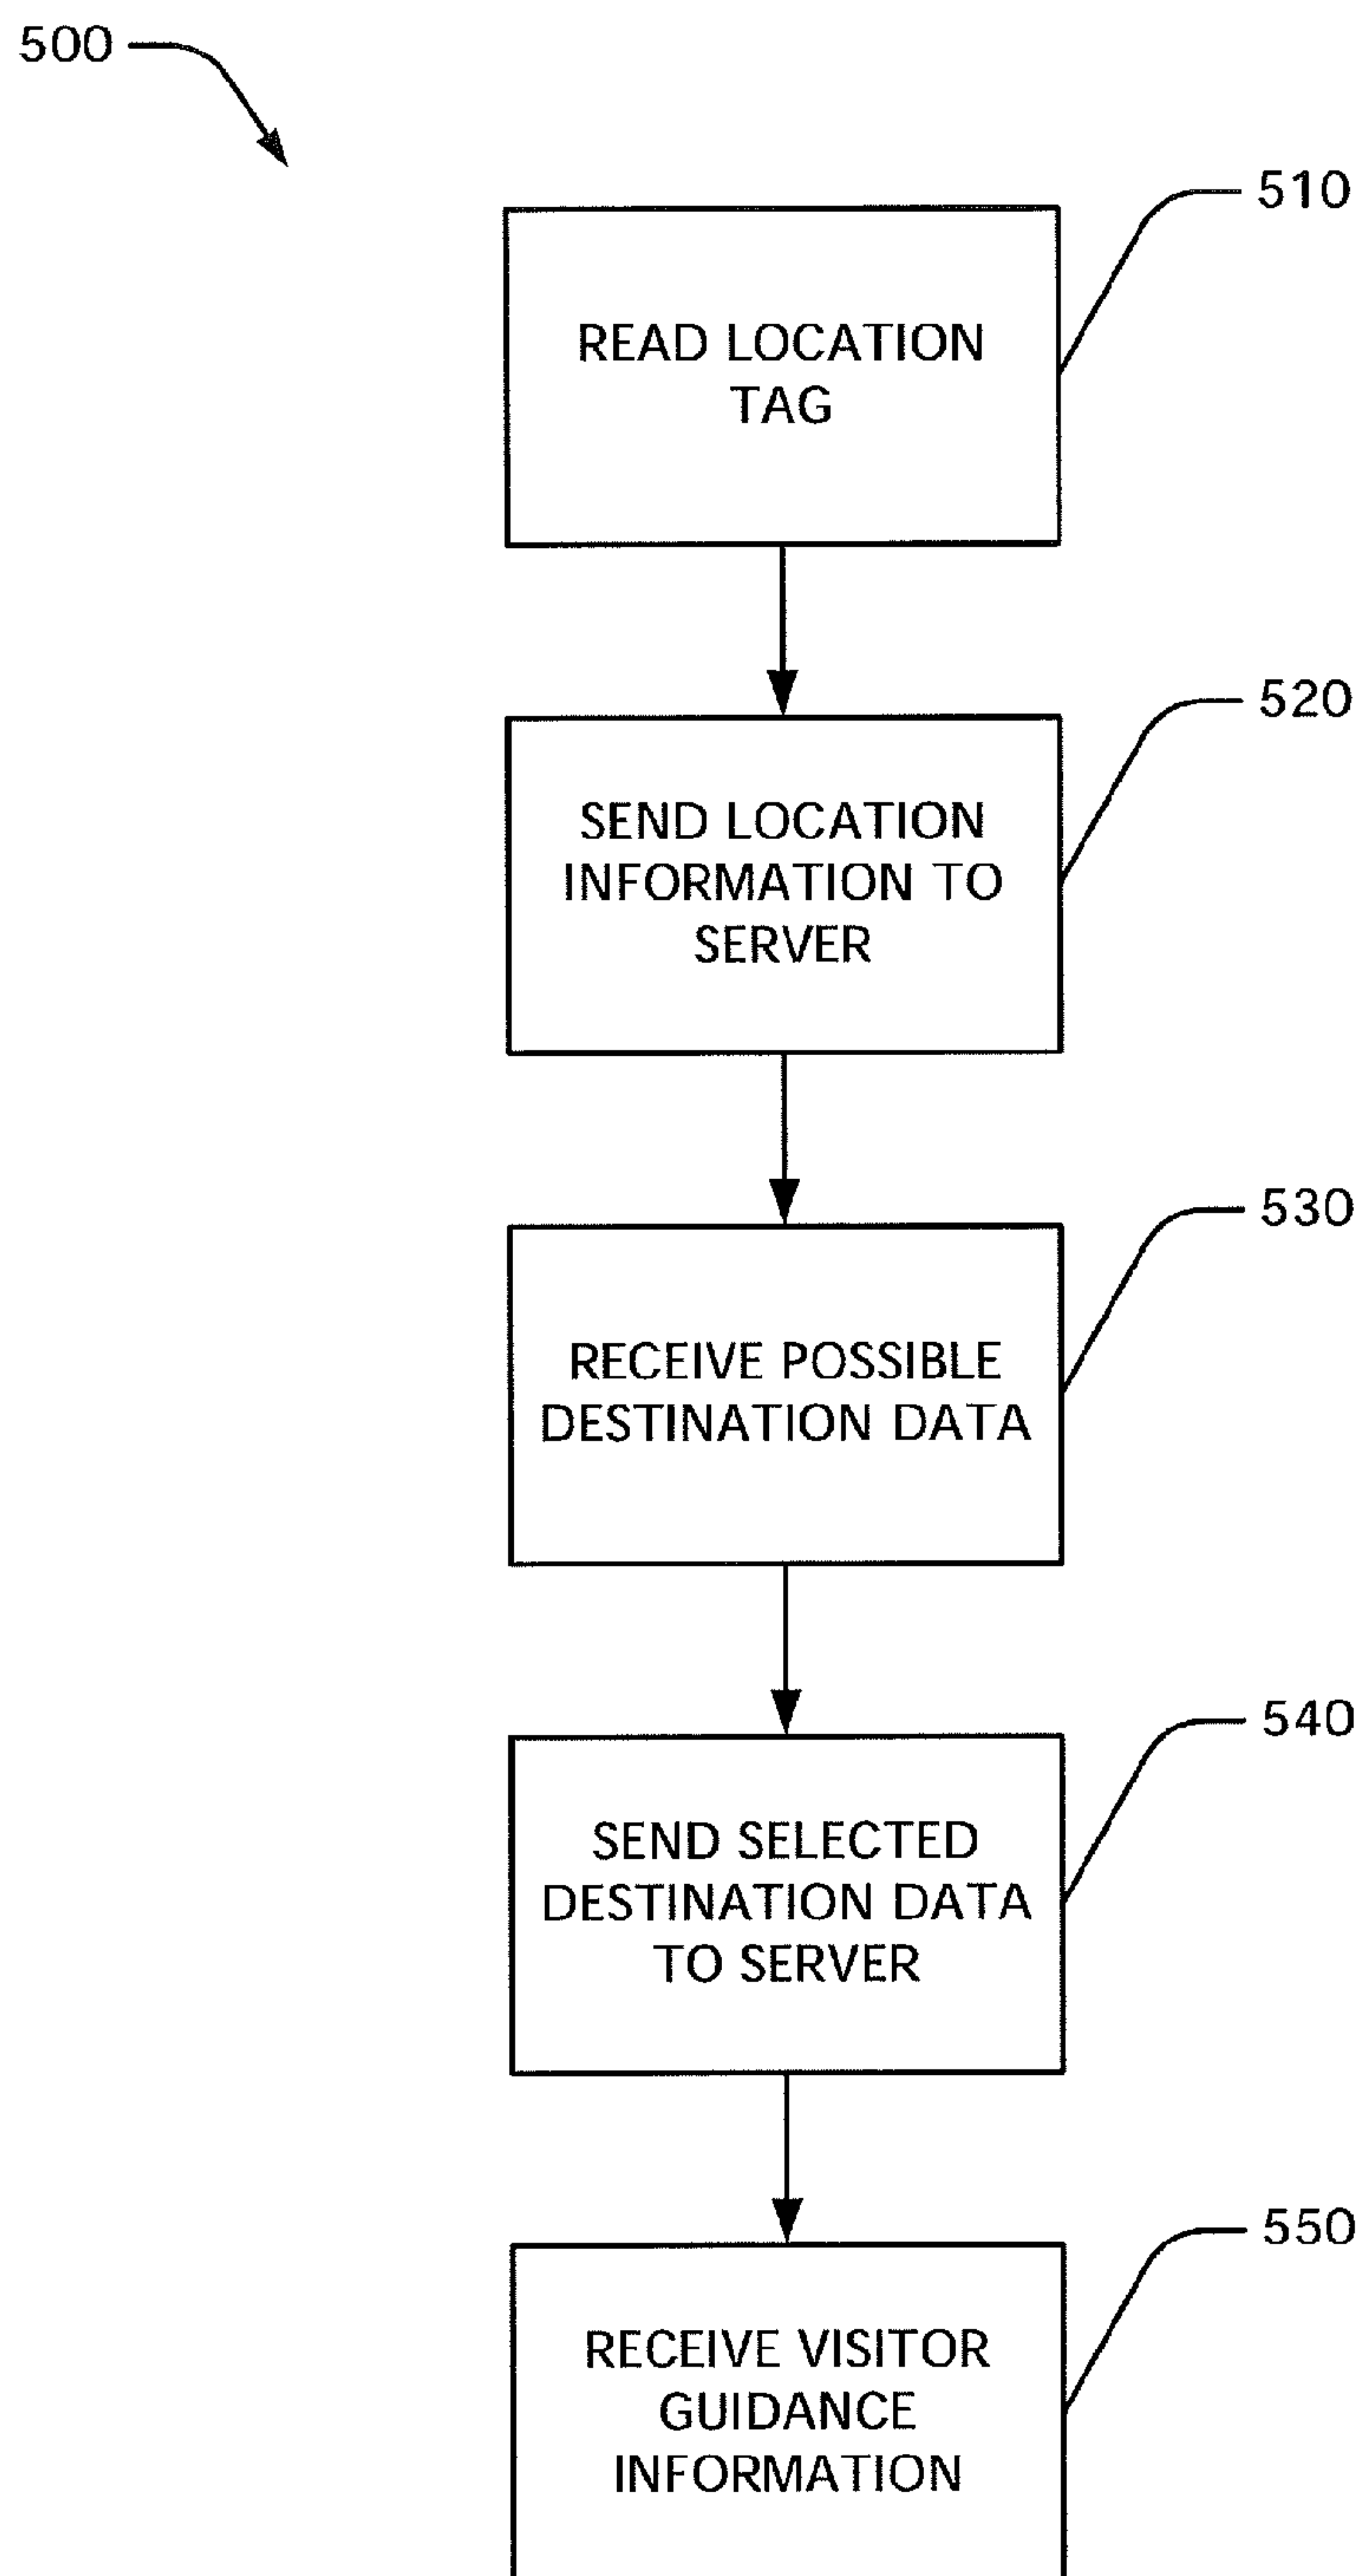 500
510
READ LOCATION
TAG
520
SEND LOCATION
INFORMATION TO
SERVER
530
RECEIVE POSSIBLE
DESTINATION DATA
540
SEND SELECTED
DESTINATION DATA
TO SERVER
550
RECEIVE VISITOR
GUIDANCE
INFORMATION